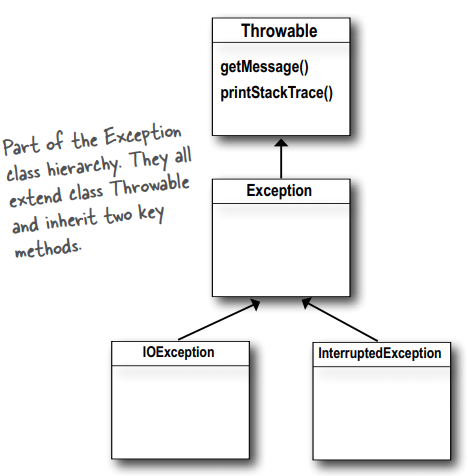 Throwable
getMessage()
printStackTrace()
Part of the Exception
class hierarchy. They all
extend class Throwable
and inherit two key
methods.
Exception
IOException
InterruptedException